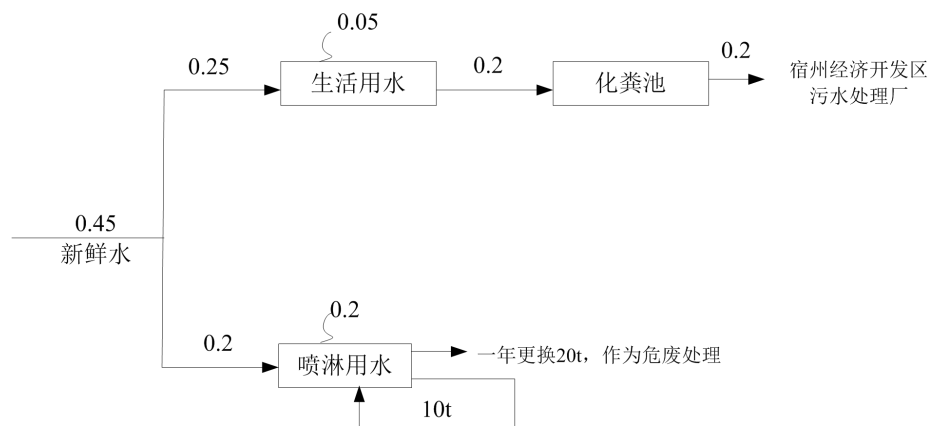 0.05
0.25
生活用水
0.2
化粪池
0.2
宿州经济开发区
污水处理厂
0.45
新鲜水
0.2
0.2
喷淋用水
一年更换20t，作为危废处理
10t